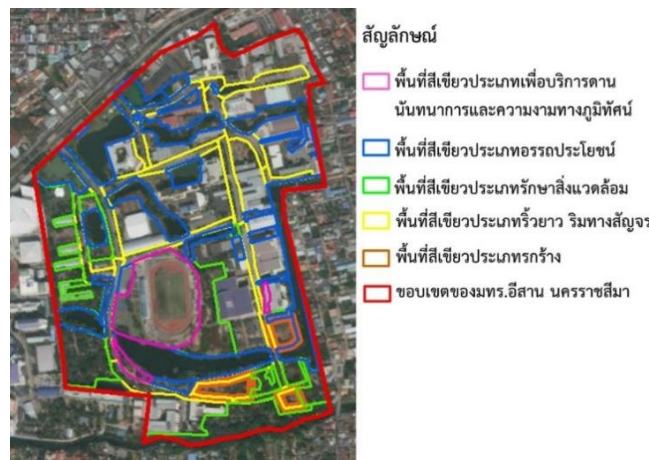 สัญลักษณ์
พื้นที่สีเขียวประเภทเพื่อบริการดาน
นันทนาการและความงามทางภูมิทัศน์
พื้นที่สีเขียวประเภทอรรถประโยชน์
พื้นที่สีเขียวประเภทรักษาสิ่งแวดล้อม
พื้นที่สีเขียวประเภทริ้วยาว ริมทางสัญจร
พื้นที่สีเขียวประเภทรกร้าง
ขอบเขตของมทร.อีสาน นครราชสีมา